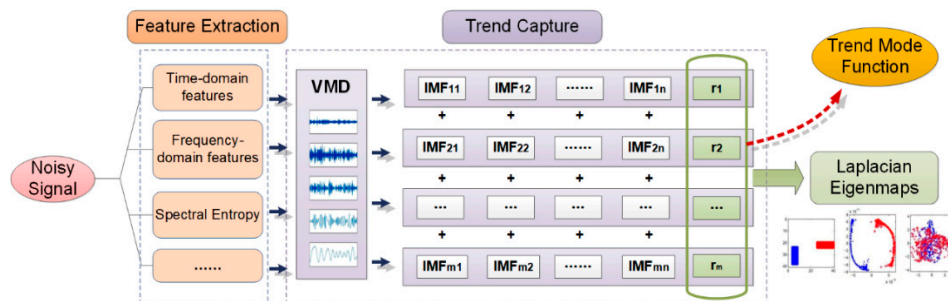 Feature Extraction
Trend Capture
Trend Mode
Function
Time-domain
features
VMD
IMF11 IMF12 ...... IMF1n r1
+ + + +
Frequency-
domain features
IMF21 IMF22 ...... IMF2n r2
Noisy
Signal
+ + + +
Laplacian
Eigenmaps
Spectral Entropy
... ... ... ... ...
+ + + +
......
IMFm1 IMFm2 ...... IMFmn rm